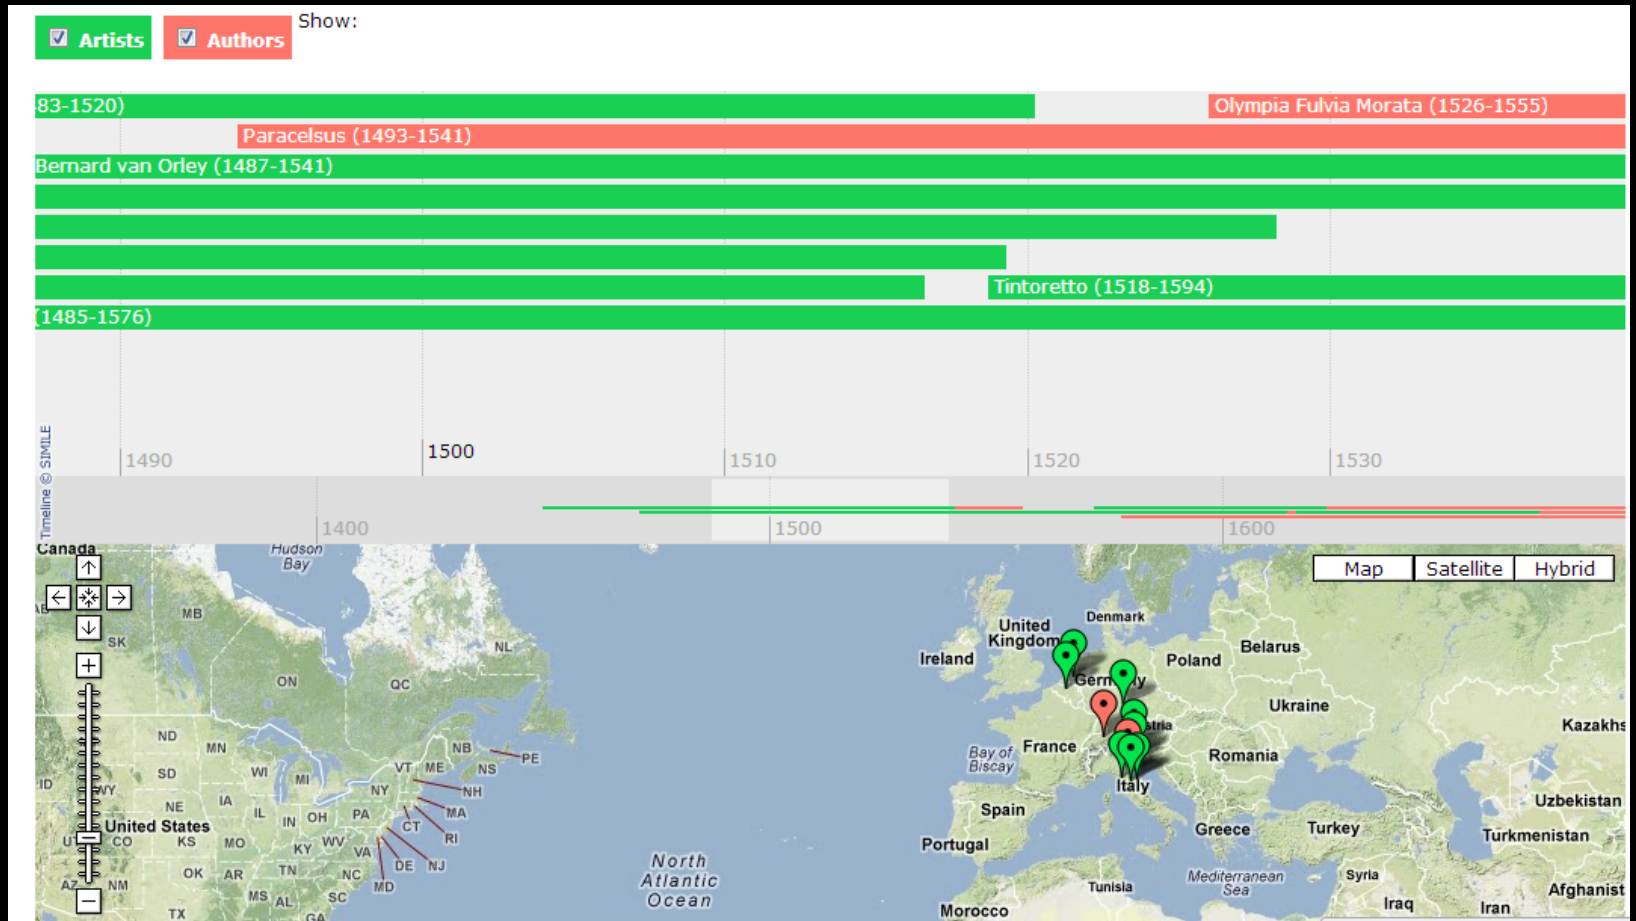 Show:
Artists
Authors
83-1520)
Olympia Fulvia Morata (1526-1555)
Paracelsus (1493-1541)
Bernard van Orley (1487-1541)
Tintoretto (1518-1594)
(1485-1576)
Timeline © SIMILE
1490
1500
1510
1520
1530
1400
1500
1600
Canada
Hudson
Bay
Map
Satellite
Hybrid
MB
SK
NL
ON
QC
United
Kingdom
Denmark
Ireland
Belarus
Poland
Germ
y
Ukraine
ND
MN
NB
PE
stria
Kazakhs
France
Bay of
Biscay
Romania
ID
SD
WI
MI
VT
ME
NS
WY
NY
NH
Italy
NE
IA
IL
IN
OH
PA
MA
CT
Spain
Uzbekistan
United States
RI
Greece
Turkey
Turkmenistan
UT
CO
KS
MO
KY
WV
VA
Portugal
DE
NJ
North
Atlantic
Ocean
OK
AR
TN
NC
MD
Mediterranean
Sea
Syria
AZ
NM
MS
AL
SC
Tunisia
Afghanist
Iraq
Iran
TX
GA
Morocco